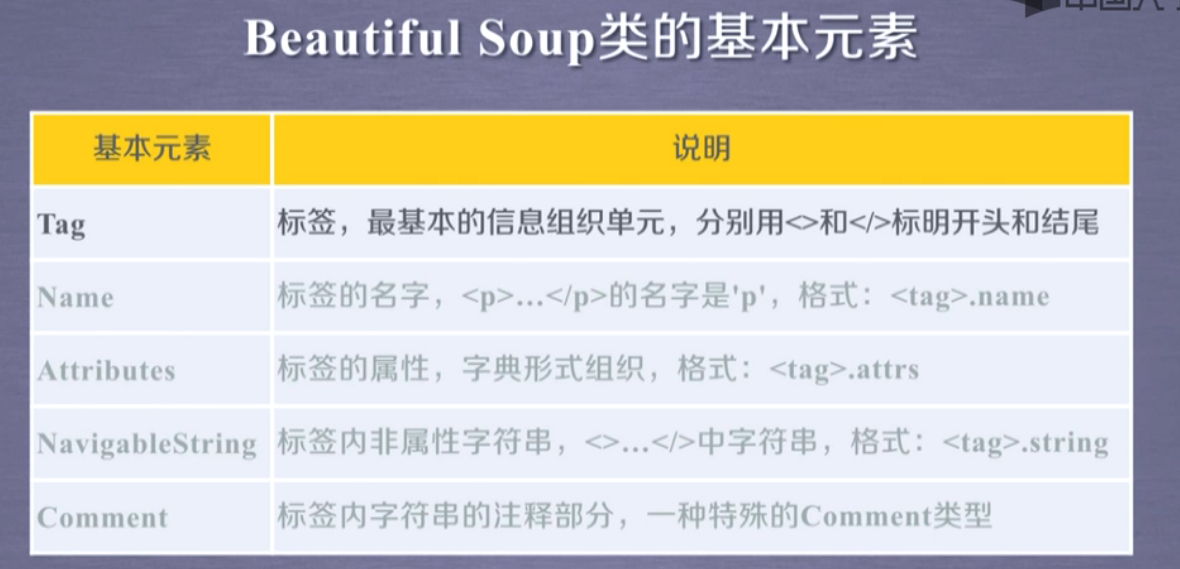 Beautiful Soup类的基本元素
基本元素 说明
Tag 标签，最基本的信息组织单元，分别用<>和</>标明开头和结尾
Name 标签的名字，<p>…</p>的名字是'p'，格式：<tag>.name
Attributes 标签的属性，字典形式组织，格式：<tag>.attrs
NavigableString 标签内非属性字符串，<>…</>中字符串，格式：<tag>.string
Comment 标签内字符串的注释部分，一种特殊的Comment类型